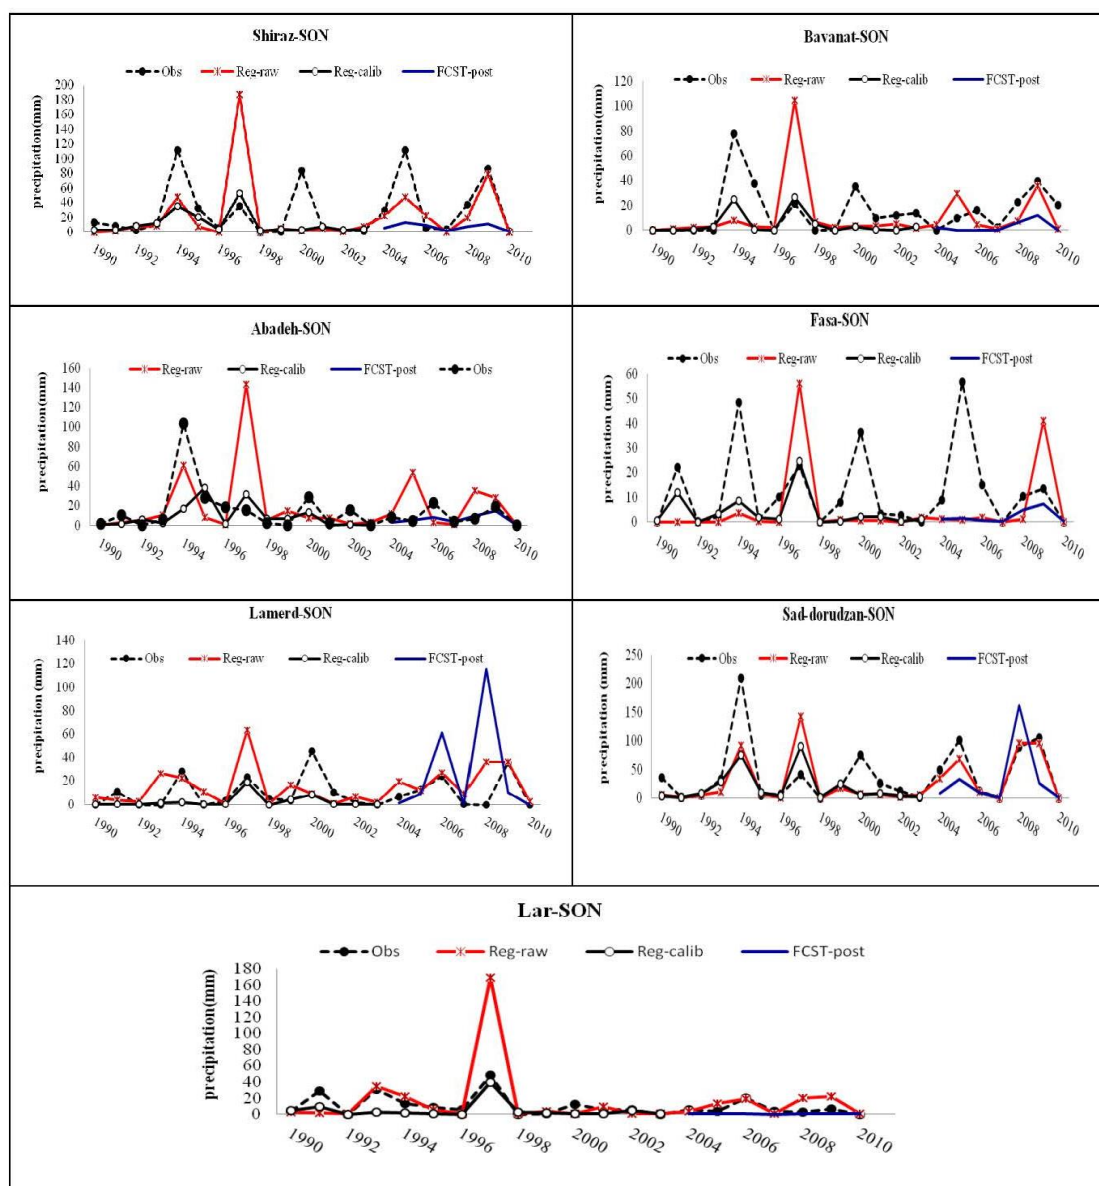 Shiraz-SON
Obs Reg-raw Reg-calib FCST-post
precipitation(mm)
200
180
160
140
120
100
80
60
40
20
0
1990 1992 1994 1996 1998 2000 2002 2004 2006 2008 2010
Bavanat-SON
Obs Reg-raw Reg-calib FCST-post
precipitation(mm)
120
100
80
60
40
20
0
1990 1992 1994 1996 1998 2000 2002 2004 2006 2008 2010
Abadeh-SON
Reg-raw Reg-calib FCST-post Obs
precipitation(mm)
160
140
120
100
80
60
40
20
0
1990 1992 1994 1996 1998 2000 2002 2004 2006 2008 2010
Fasa-SON
Obs Reg-raw Reg-calib FCST-post
precipitation (mm)
60
50
40
30
20
10
0
1990 1992 1994 1996 1998 2000 2002 2004 2006 2008 2010
Lamerd-SON
Obs Reg-raw Reg-calib FCST-post
precipitation (mm)
140
120
100
80
60
40
20
0
1990 1992 1994 1996 1998 2000 2002 2004 2006 2008 2010
Sad-dorudzan-SON
Obs Reg-raw Reg-calib FCST-post
precipitation (mm)
250
200
150
100
50
0
1990 1992 1994 1996 1998 2000 2002 2004 2006 2008 2010
Lar-SON
Obs Reg-raw Reg-calib FCST-post
precipitation(mm)
180
160
140
120
100
80
60
40
20
0
1990 1992 1994 1996 1998 2000 2002 2004 2006 2008 2010